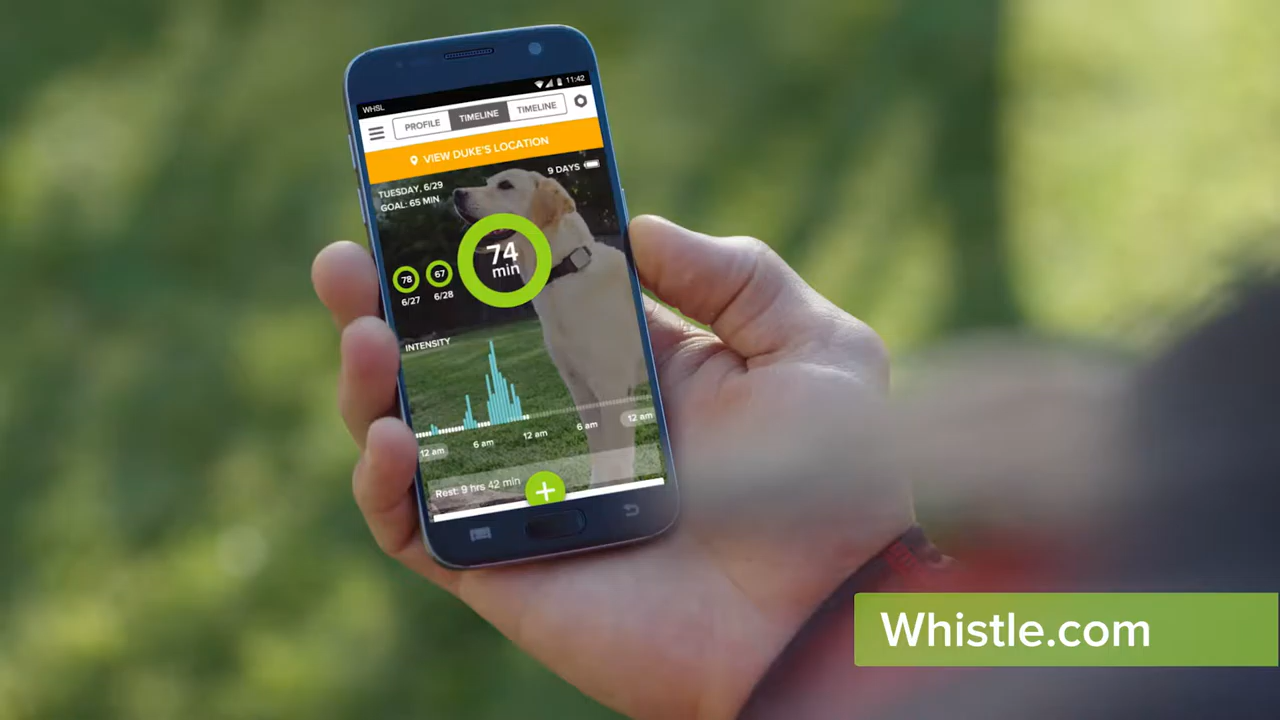 WHSL
11:42
PROFILE
TIMELINE
TIMELINE
VIEW DUKE'S LOCATION
TUESDAY, 6/29
GOAL: 65 MIN
9 DAYS
74
min
78
67
6/27
6/28
INTENSITY
12 am
6 am
12 am
6 am
12 am
Rest: 9 hrs 42 min
+
Whistle.com